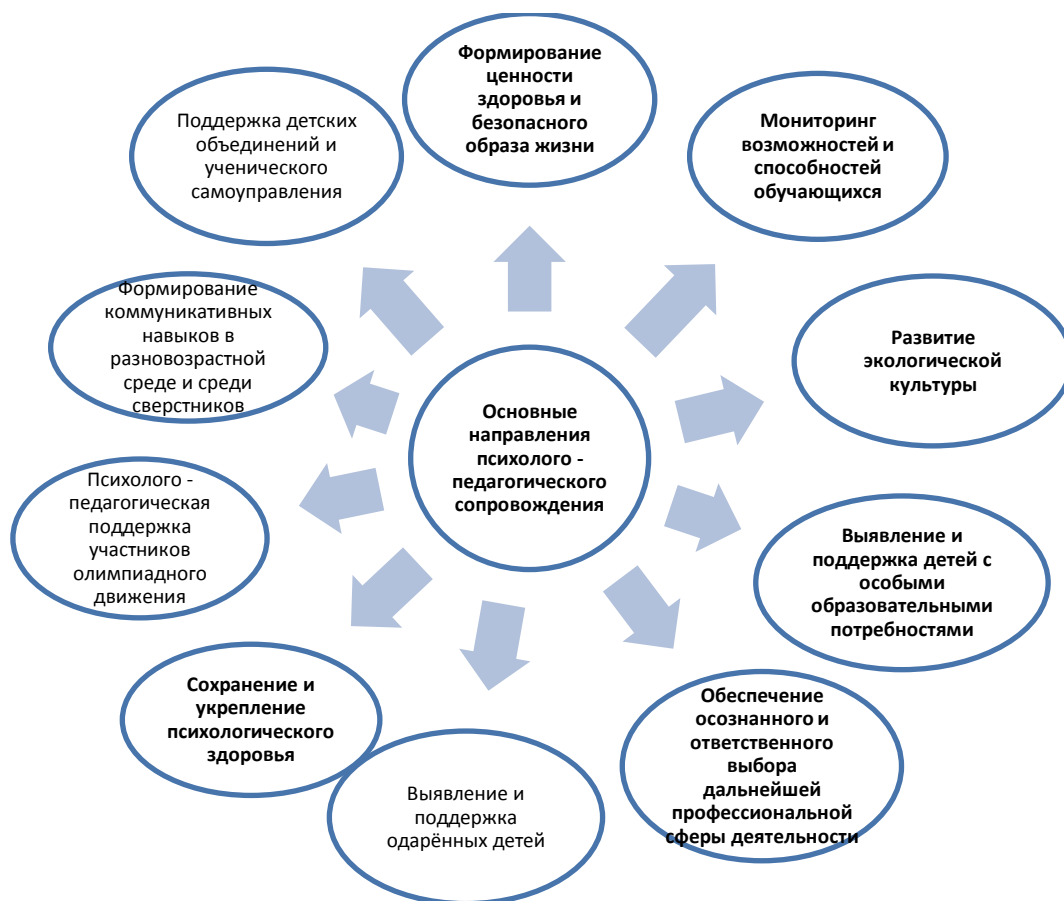 Формирование
ценности
здоровья и
безопасного
образа жизни
Мониторинг
возможностей и
способностей
обучающихся
Развитие
экологической
культуры
Выявление и
поддержка детей с
особыми
образовательными
потребностями
Обеспечение
осознанного и
ответственного
выбора
дальнейшей
профессиональной
сферы деятельности
Выявление и
поддержка
одарённых детей
Сохранение и
укрепление
психологического
здоровья
Психолого -
педагогическая
поддержка
участников
олимпиадного
движения
Формирование
коммуникативных
навыков в
разновозрастной
среде и среди
сверстников
Поддержка детских
объединений и
ученического
самоуправления
Основные
направления
психолого -
педагогического
сопровождения